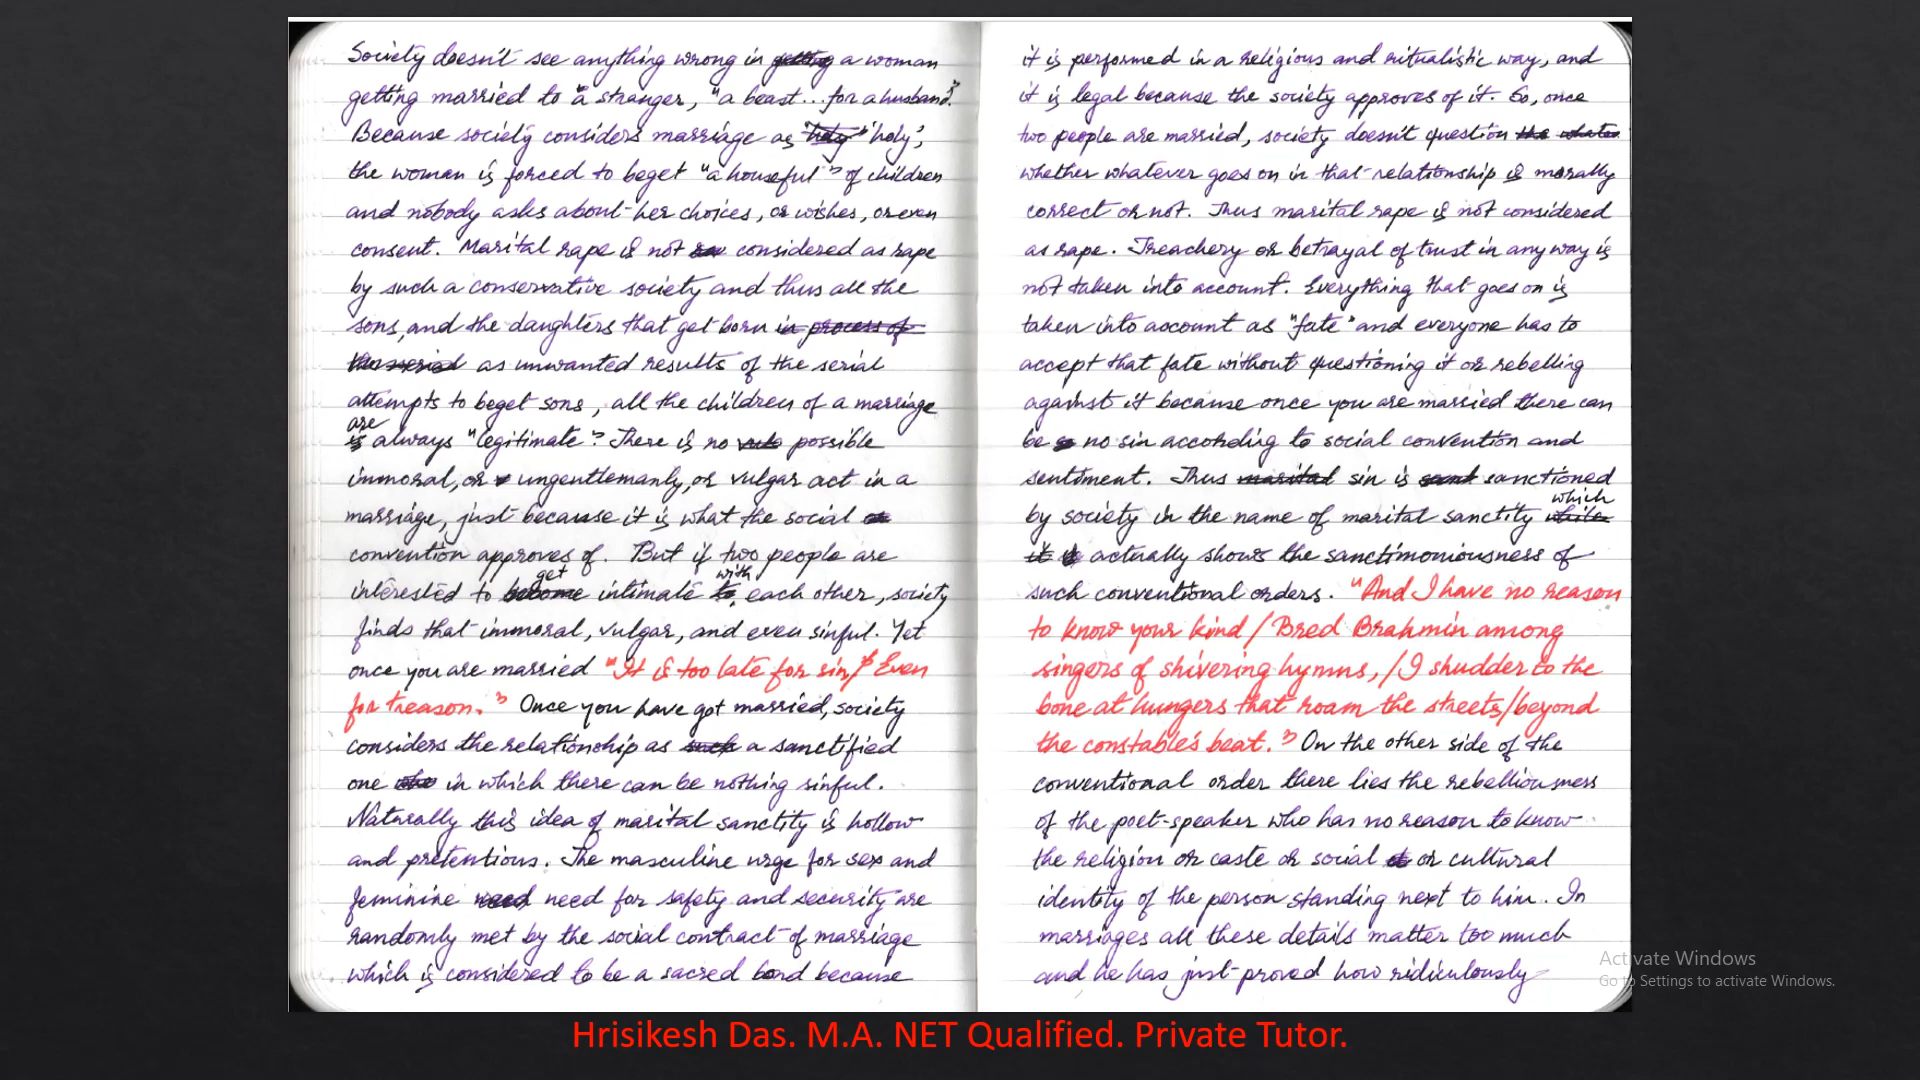 Society doesn't see anything wrong in getting a woman
getting married to "a stranger, "a beast... for a husband."
Because society considers marriage as "holy" 'holy',
the woman is forced to beget "a houseful" of children
and nobody asks about her choices, or wishes, or even
consent. Marital rape is not considered as rape
by such a conservative society and thus all the
sons, and the daughters that get born in process of
the serial as unwanted results of the serial
attempts to beget sons, all the children of a marriage
are
is always "legitimate". There is no possible
immoral, or ungentlemanly, or vulgar act in a
marriage, just because it is what the social
convention approves of. But if two people are
get with
interested to become intimate to each other, society
finds that immoral, vulgar, and even sinful. Yet
once you are married "It is too late for sin/ Even
for treason." Once you have got married, society
considers the relationship as such a sanctified
one in which there can be nothing sinful.
Naturally this idea of marital sanctity is hollow
and pretentious. The masculine urge for sex and
feminine need need for safety and security are
randomly met by the social contract of marriage
which is considered to be a sacred bond because
it is performed in a religious and ritualistic way, and
it is legal because the society approves of it. So, once
two people are married, society doesn't question the whatev
whether whatever goes on in that relationship is morally
correct or not. Thus marital rape is not considered
as rape. Treachery or betrayal of trust in any way is
not taken into account. Everything that goes on is
taken into account as "fate" and everyone has to
accept that fate without questioning it or rebelling
against it because once you are married there can
be no sin according to social convention and
sentiment. Thus marital sin is sanct sanctioned
which
by society in the name of marital sanctity while
it is actually shows the sanctimoniousness of
such conventional orders. "And I have no reason
to know your kind / Bred Brahmin among
singers of shivering hymns, /I shudder to the
bone at hungers that roam the streets/beyond
the constable's beat." On the other side of the
conventional order there lies the rebelliousness
of the poet-speaker who has no reason to know
the religion or caste or social or cultural
identity of the person standing next to him. In
marriages all these details matter too much
and he has just proved how ridiculously
Activate Windows
Go to Settings to activate Windows.
Hrisikesh Das. M.A. NET Qualified. Private Tutor.